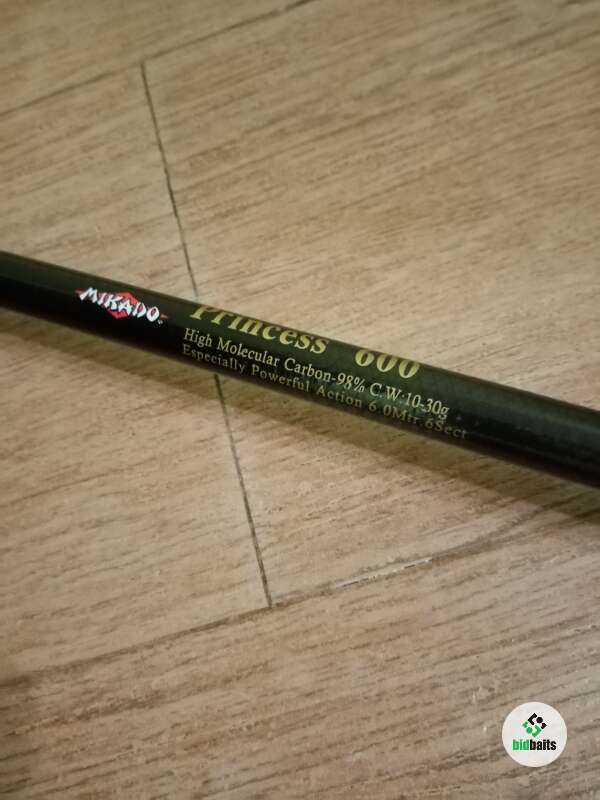 MIKADO
Princess 600
High Molecular Carbon-98% C.W:10-30g
Especially Powerful Action 6.0Mtr.6Sect
bidbaits